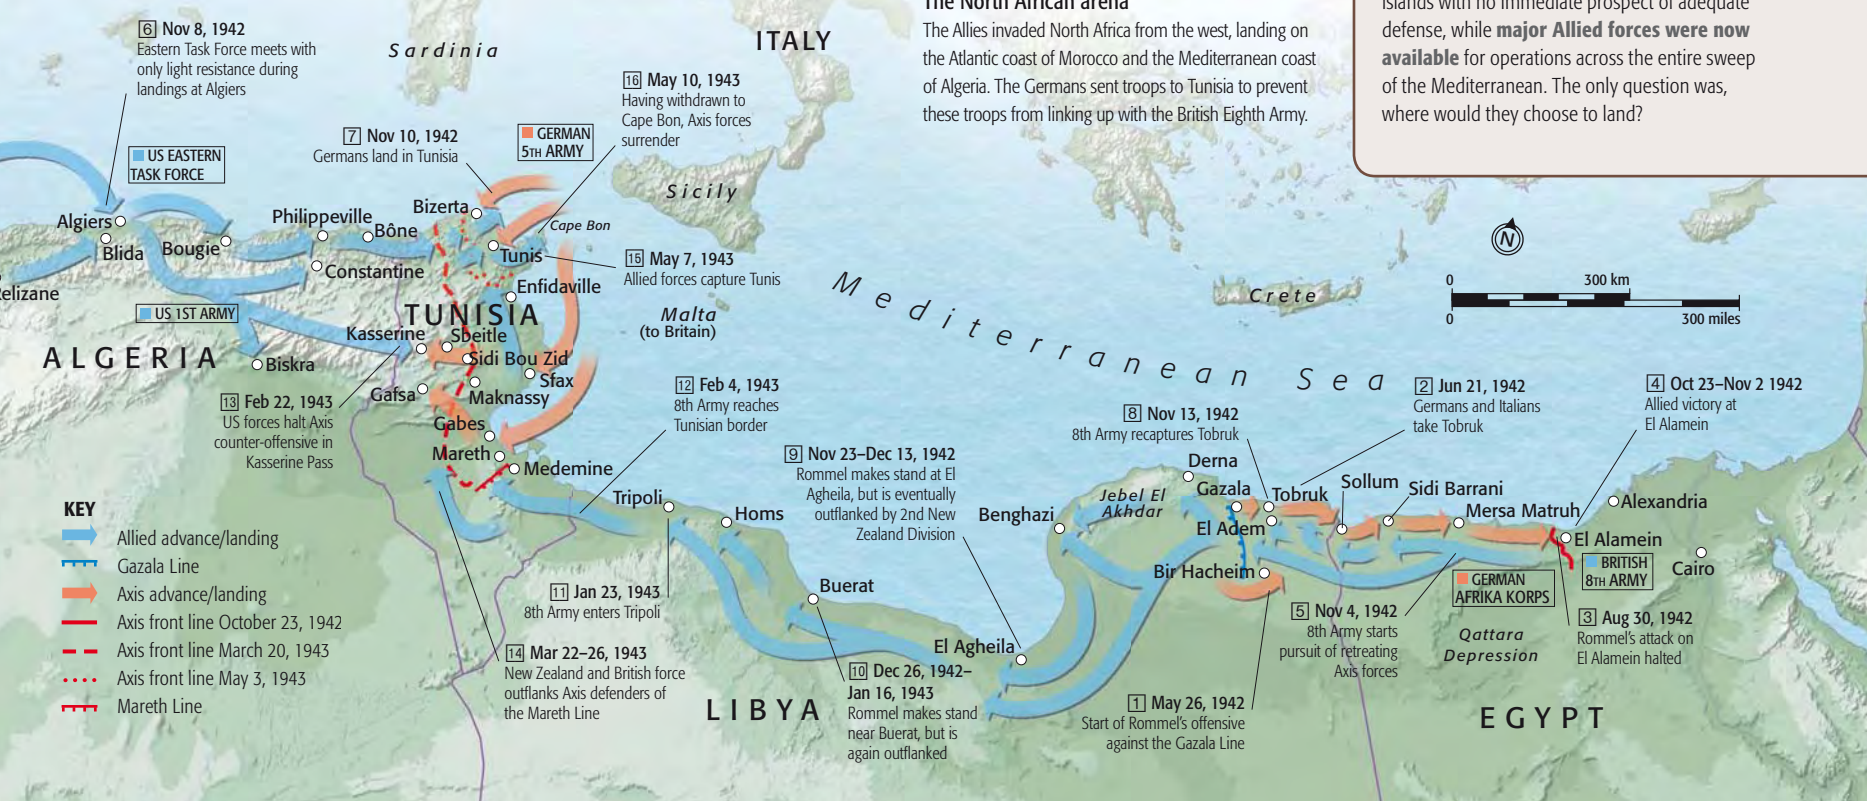 The North African arena
The Allies invaded North Africa from the west, landing on
the Atlantic coast of Morocco and the Mediterranean coast
of Algeria. The Germans sent troops to Tunisia to prevent
these troops from linking up with the British Eighth Army.
islands with no immediate prospect of adequate
defense, while major Allied forces were now
available for operations across the entire sweep
of the Mediterranean. The only question was,
where would they choose to land?
6 Nov 8, 1942
Eastern Task Force meets with
only light resistance during
landings at Algiers
Sardinia
ITALY
16 May 10, 1943
Having withdrawn to
Cape Bon, Axis forces
surrender
7 Nov 10, 1942
Germans land in Tunisia
GERMAN
5TH ARMY
US EASTERN
TASK FORCE
Sicily
Algiers
Blida
Bougie
Philippeville
Bône
Bizerta
Cape Bon
Tunis
Constantine
15 May 7, 1943
Allied forces capture Tunis
Enfidaville
elizane
US 1ST ARMY
TUNISIA
Malta
(to Britain)
Mediterranean Sea
Crete
N
0 300 km
0 300 miles
Kasserine
Sbeitle
Sidi Bou Zid
ALGERIA
Biskra
Gafsa
Sfax
Maknassy
13 Feb 22, 1943
US forces halt Axis
counter-offensive in
Kasserine Pass
12 Feb 4, 1943
8th Army reaches
Tunisian border
Gabes
Mareth
Medemine
2 Jun 21, 1942
Germans and Italians
take Tobruk
4 Oct 23–Nov 2 1942
Allied victory at
El Alamein
8 Nov 13, 1942
8th Army recaptures Tobruk
9 Nov 23–Dec 13, 1942
Rommel makes stand at El
Agheila, but is eventually
outflanked by 2nd New
Zealand Division
Derna
Gazala
Tobruk
Sollum
Sidi Barrani
Mersa Matruh
Alexandria
Jebel El
Akhdar
Benghazi
El Adem
El Alamein
Bir Hacheim
Cairo
Tripoli
Homs
Buerat
El Agheila
BRITISH
8TH ARMY
GERMAN
AFRIKA KORPS
KEY
Allied advance/landing
Gazala Line
Axis advance/landing
Axis front line October 23, 1942
Axis front line March 20, 1943
Axis front line May 3, 1943
Mareth Line
11 Jan 23, 1943
8th Army enters Tripoli
14 Mar 22–26, 1943
New Zealand and British force
outflanks Axis defenders of
the Mareth Line
LIBYA
10 Dec 26, 1942–
Jan 16, 1943
Rommel makes stand
near Buerat, but is
again outflanked
1 May 26, 1942
Start of Rommel's offensive
against the Gazala Line
5 Nov 4, 1942
8th Army starts
pursuit of retreating
Axis forces
Qattara
Depression
3 Aug 30, 1942
Rommel's attack on
El Alamein halted
EGYPT